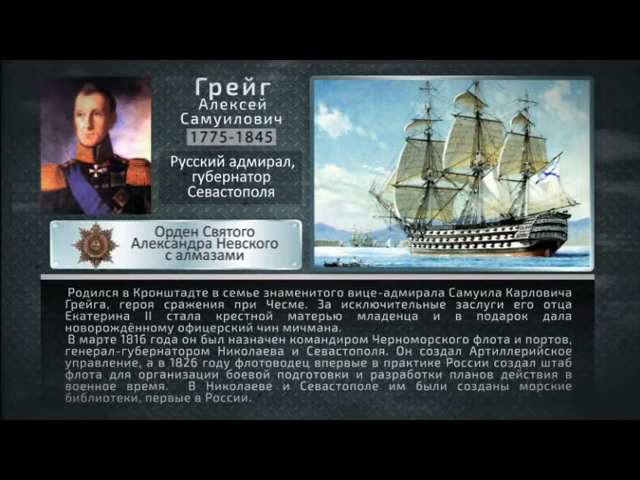 Грейг
Алексей
Самуилович
1775-1845
Русский адмирал,
губернатор
Севастополя
Орден Святого
Александра Невского
с алмазами
Родился в Кронштадте в семье знаменитого вице-адмирала Самуила Карловича
Грейга, героя сражения при Чесме. За исключительные заслуги его отца
Екатерина II стала крестной матерью младенца и в подарок дала
новорождённому офицерский чин мичмана.
В марте 1816 года он был назначен командиром Черноморского флота и портов,
генерал-губернатором Николаева и Севастополя. Он создал Артиллерийское
управление, а в 1826 году флотоводец впервые в практике России создал штаб
флота для организации боевой подготовки и разработки планов действия в
военное время. В Николаеве и Севастополе им были созданы морские
библиотеки, первые в России.